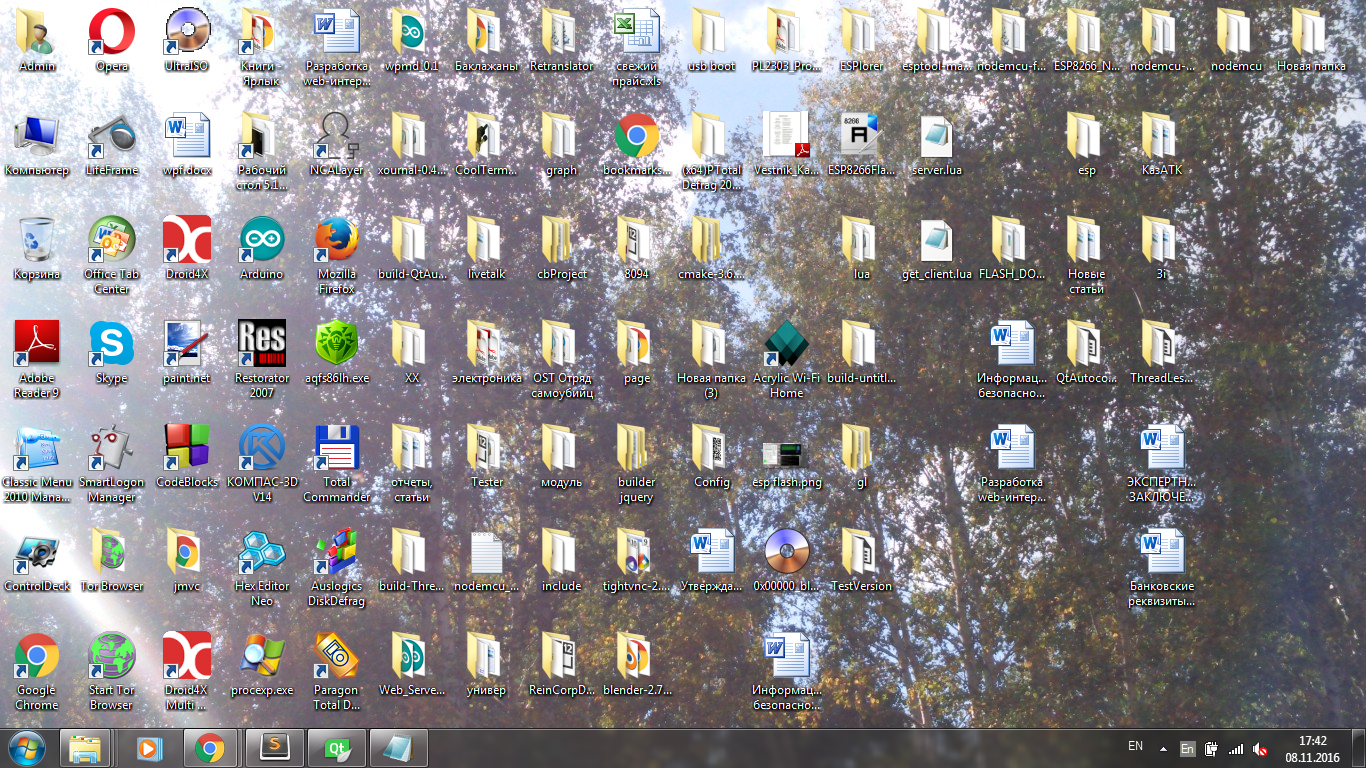 Admin
Opera
UltraISO
Книги -
Ярлык
Разработка
web-интер...
wpmd_0.1
Баклажаны
Retranslator
свежий
прайс.xls
usb boot
PL2303_Pro...
ESPlorer
esptool-ma...
nodemcu-f...
ESP8266_N...
nodemcu-...
nodemcu
Новая папка
Компьютер
LifeFrame
wpf.docx
Рабочий
стол 5.1...
NCALayer
xournal-0.4...
CoolTerm...
graph
bookmarks...
(x64)PTotal
Defrag 20...
Vestnik_Ka...
8266
A
ESP8266Fla...
server.lua
esp
КазАТК
Корзина
Office Tab
Center
Droid4X
Arduino
Mozilla
Firefox
build-QtAu...
livetalk
cbProject
8094
cmake-3.6....
lua
get_client.lua
FLASH_DO...
Новые
статьи
3i
Adobe
Reader 9
Skype
paint.net
Res
Restorator
2007
aqfs86lh.exe
XX
электроника
OST Отряд
самоубийц
page
Новая папка
(3)
Acrylic Wi-Fi
Home
build-untitl...
Информац...
безопасно...
QtAutoco...
ThreadLes...
Classic Menu
2010 Mana...
SmartLogon
Manager
CodeBlocks
КОМПАС-3D
V14
Total
Commander
отчеты,
статьи
Tester
модуль
builder
jquery
Config
esp flash.png
gl
Разработка
web-интер...
ЭКСПЕРТН...
ЗАКЛЮЧЕ...
ControlDeck
Tor Browser
jmvc
Hex Editor
Neo
Auslogics
DiskDefrag
build-Thre...
nodemcu_...
include
tightvnc-2....
Утвержда...
0x00000_bl...
TestVersion
Банковские
реквизиты...
Google
Chrome
Start Tor
Browser
Droid4X
Multi ...
procexp.exe
Paragon
Total D...
Web_Serve...
универ
ReinCorpD...
blender-2.7...
Информац...
безопасно...
EN
En
17:42
08.11.2016